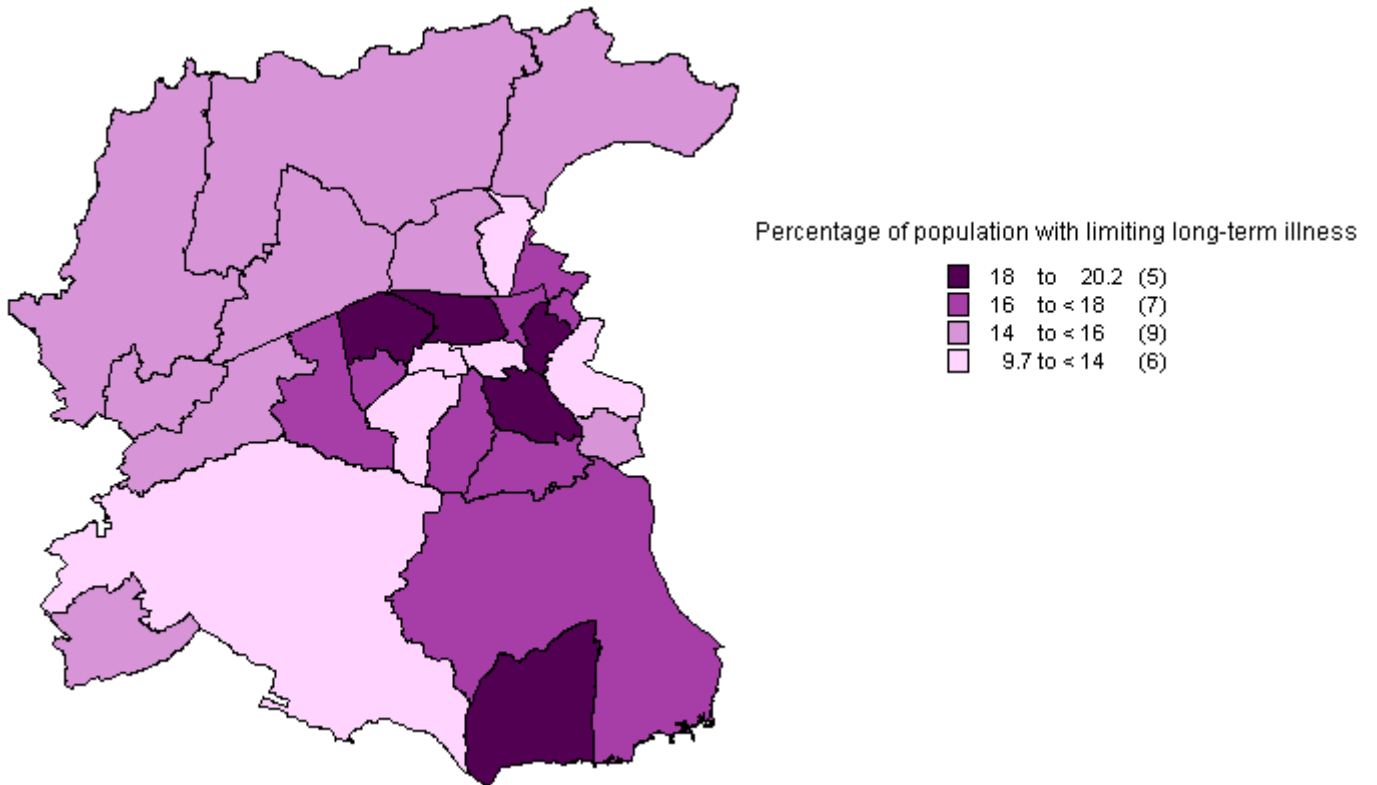 Percentage of population with limiting long-term illness
18 to 20.2 (5)
16 to < 18 (7)
14 to < 16 (9)
9.7 to < 14 (6)